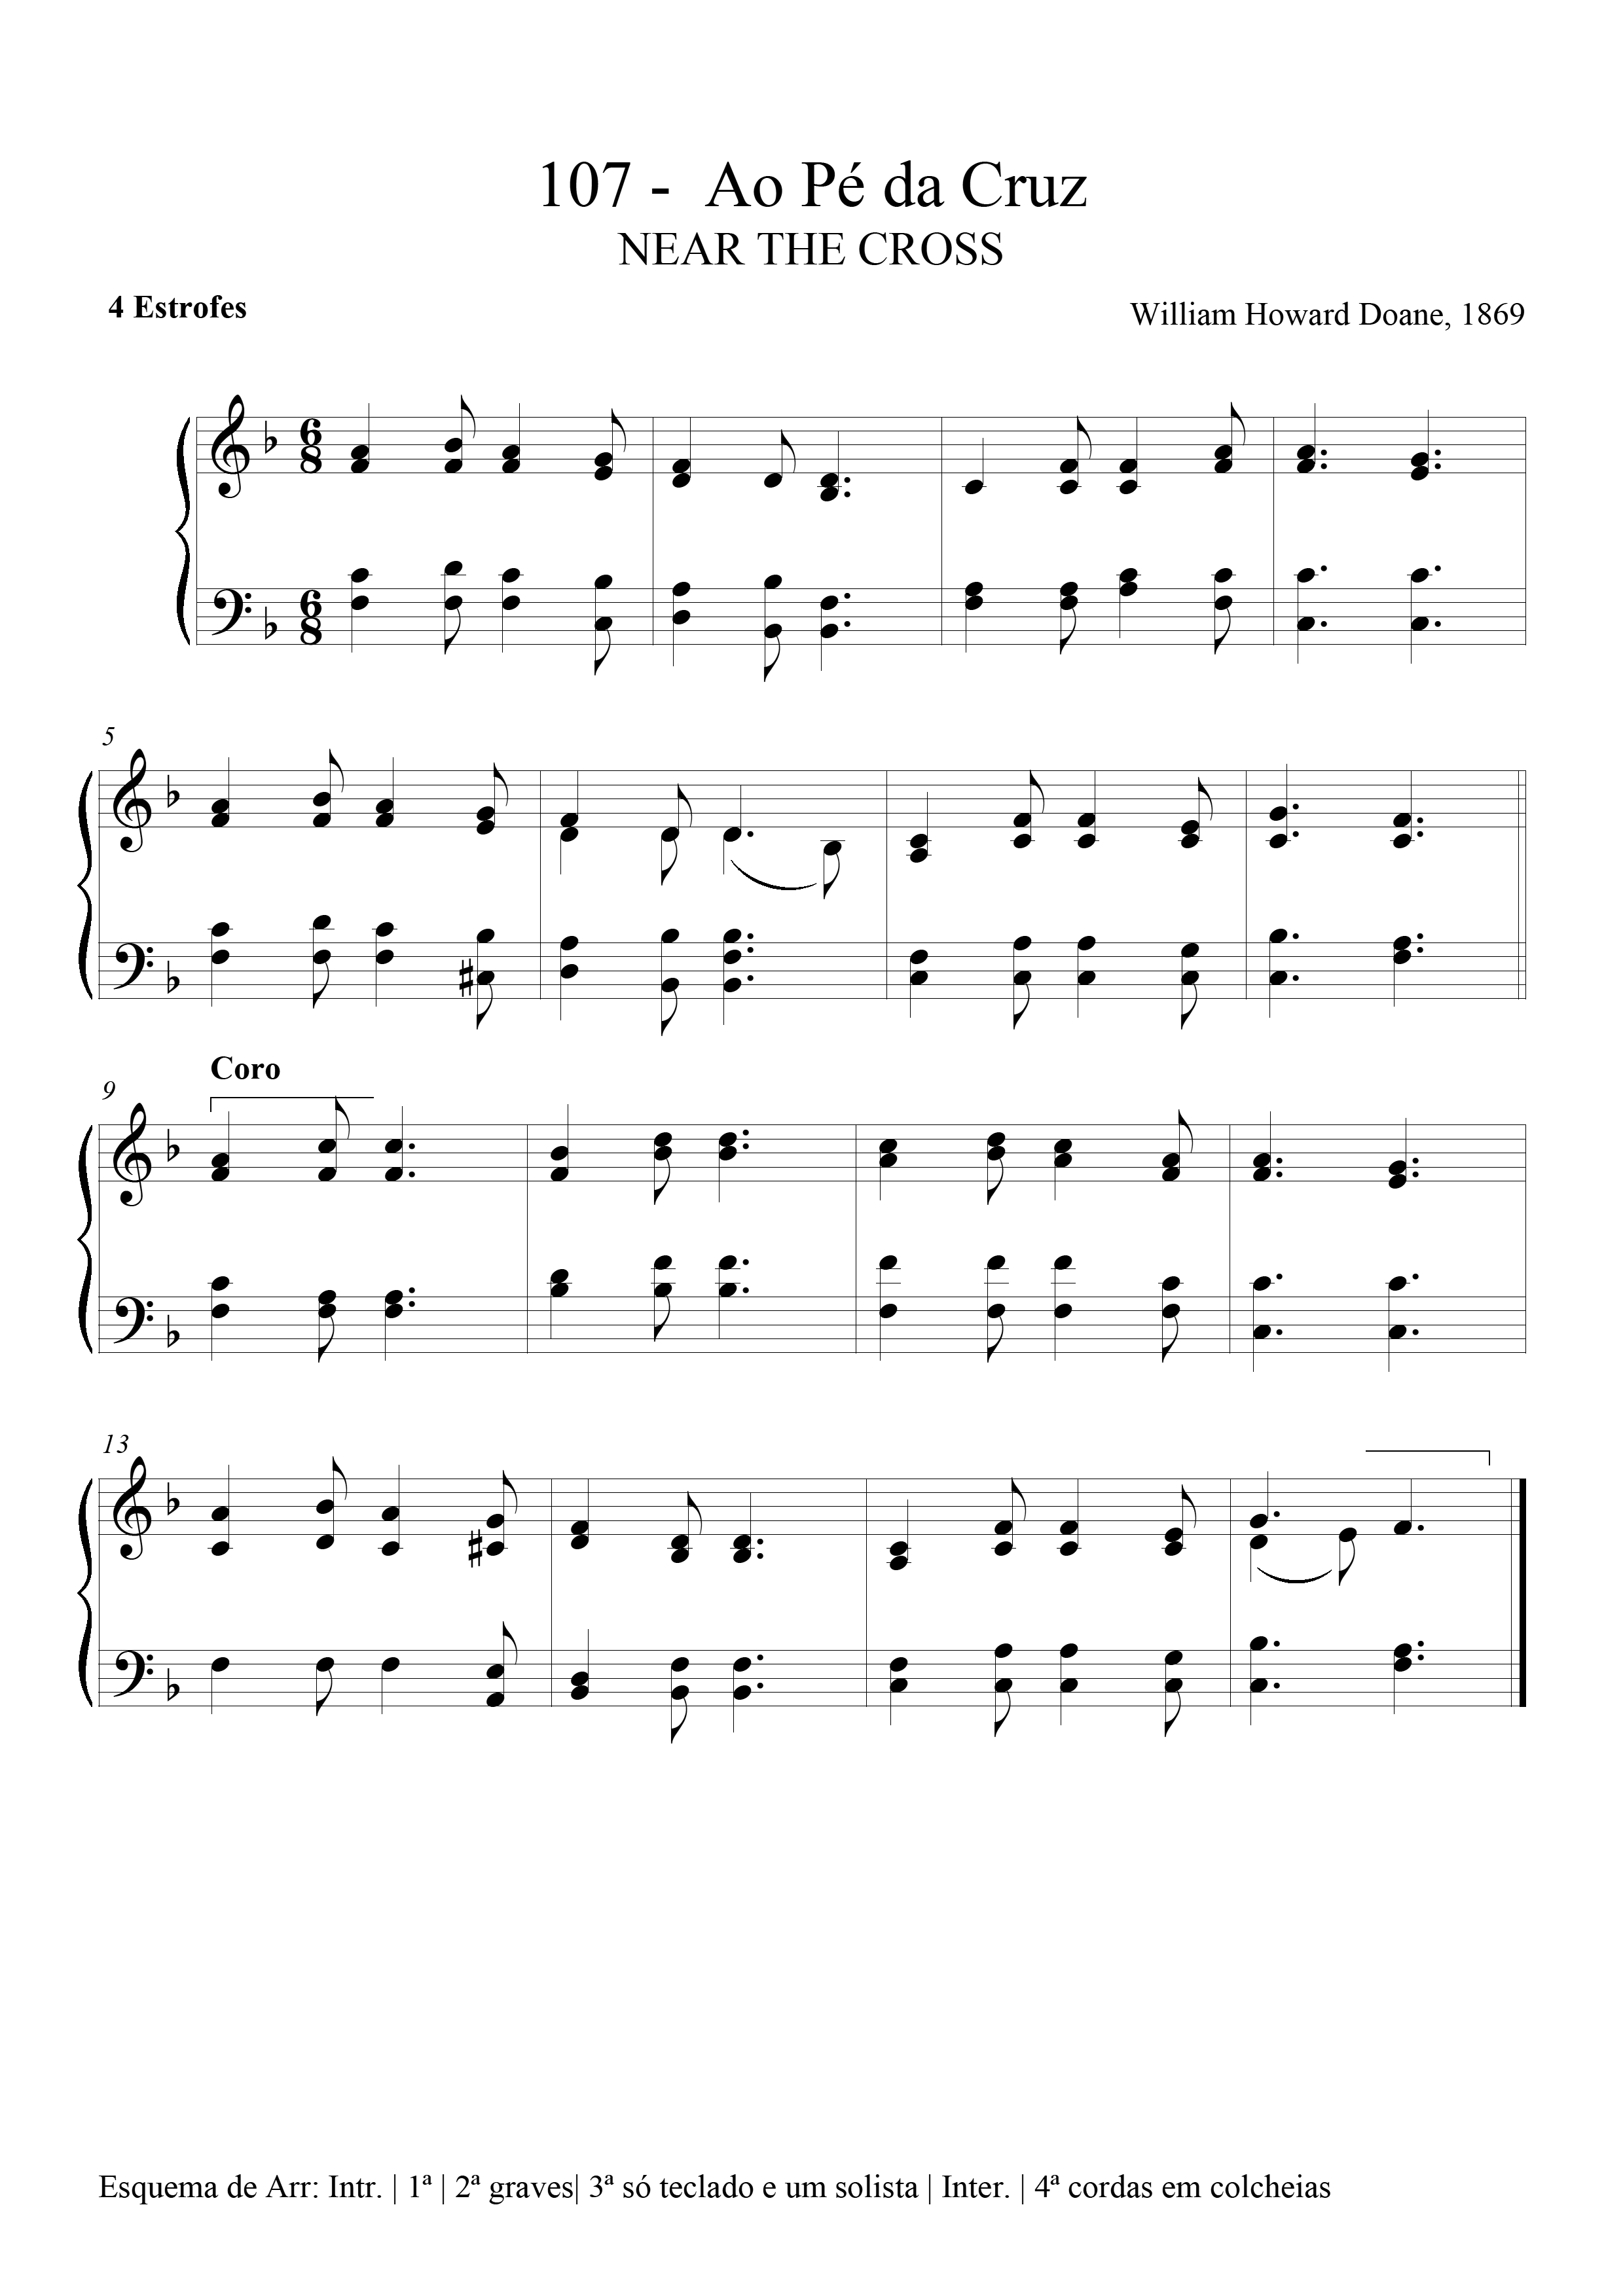 107 - Ao Pé da Cruz
NEAR THE CROSS
4 Estrofes
William Howard Doane, 1869
6
8
6
8
5
9
Coro
13
Esquema de Arr: Intr. | 1ª | 2ª graves| 3ª só teclado e um solista | Inter. | 4ª cordas em colcheias